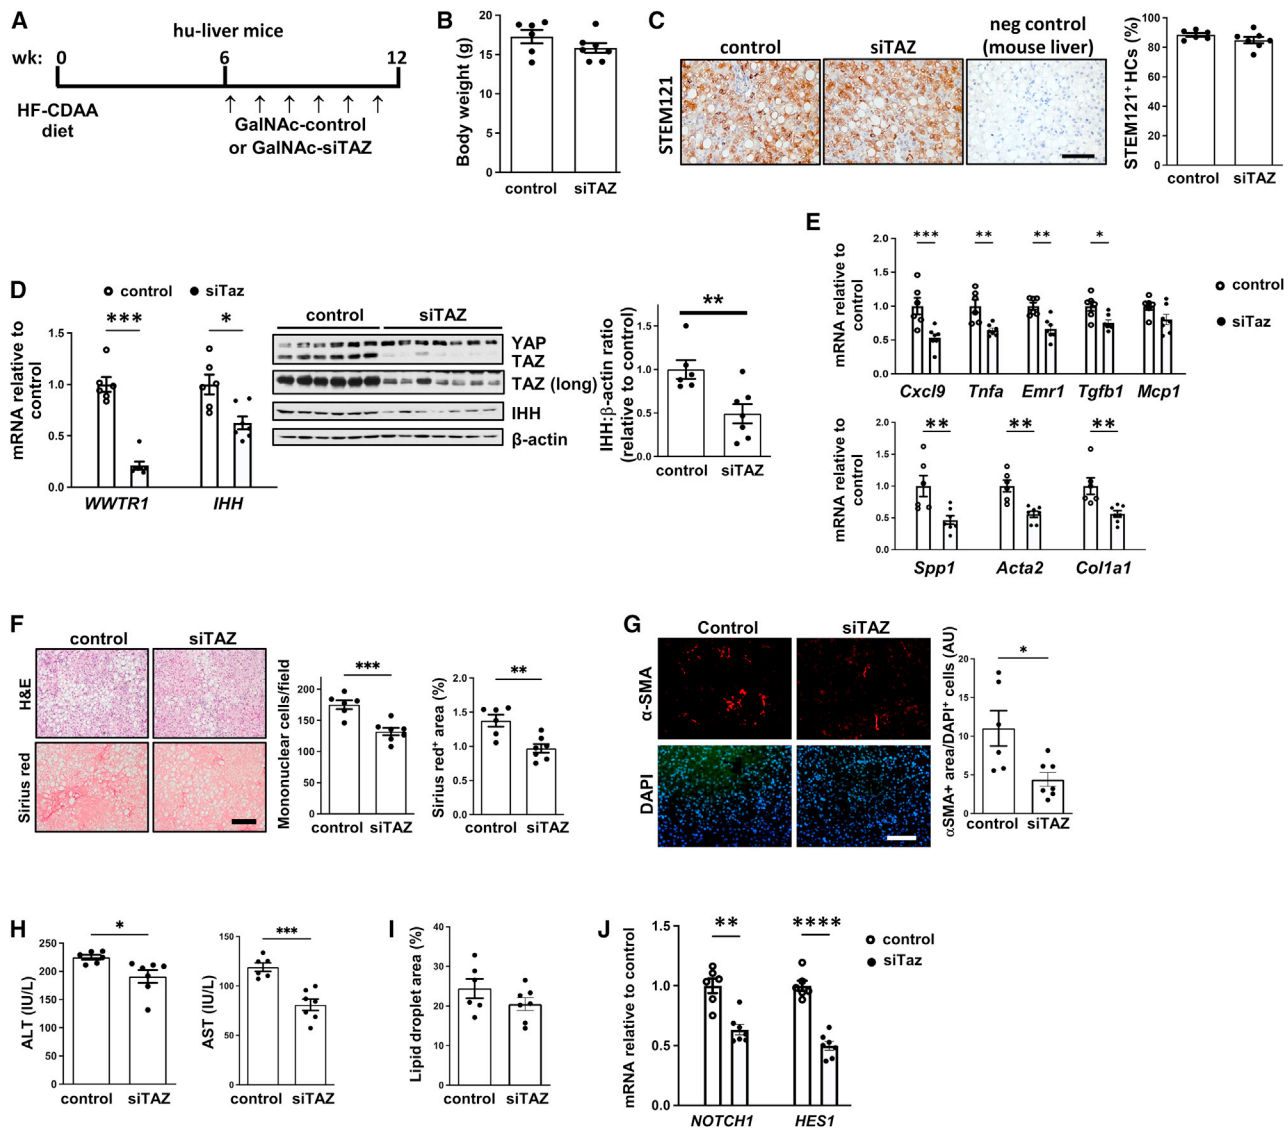 A
hu-liver mice
wk: 0 6 12
HF-CDAA
diet
GalNAc-control
or GalNAc-siTAZ
B
Body weight (g)
20
15
10
5
0
control siTAZ
C
control siTAZ neg control
(mouse liver)
STEM121
STEM121+ HCs (%)
100
80
60
40
20
0
control siTAZ
D
control siTaz
mRNA relative to
control
1.5
1.0
0.5
0.0
*** *
WWTR1 IHH
control siTAZ
YAP
TAZ
TAZ (long)
IHH
β-actin
IHH:β-actin ratio
(relative to control)
1.5
1.0
0.5
0.0
**
control siTAZ
E
mRNA relative to
control
2.0
1.5
1.0
0.5
0.0
*** ** ** *
Cxcl9 Tnfa Emr1 Tgfb1 Mcp1
control
siTaz
mRNA relative to
control
2.0
1.5
1.0
0.5
0.0
** ** **
Spp1 Acta2 Col1a1
F
control siTAZ
H&E
Sirius red
Mononuclear cells/field
200
150
100
50
0
***
control siTAZ
Sirius red+ area (%)
2.0
1.5
1.0
0.5
0.0
**
control siTAZ
G
Control siTAZ
α-SMA
DAPI
αSMA+ area/DAPI+ cells (AU)
20
15
10
5
0
*
control siTAZ
H
ALT (IU/L)
250
200
150
100
50
0
*
control siTAZ
AST (IU/L)
150
100
50
0
***
control siTAZ
I
Lipid droplet area (%)
40
30
20
10
0
control siTAZ
J
mRNA relative to control
1.5
1.0
0.5
0.0
** ****
NOTCH1 HES1
control
siTaz